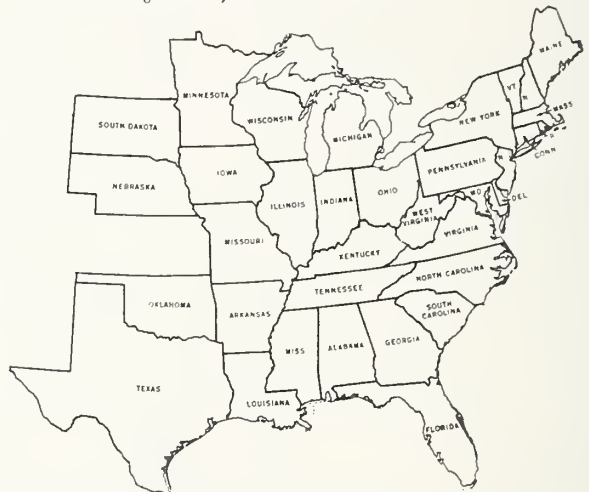 MAINE
MINNESOTA
VT
N
MASS
WISCONSIN
SOUTH DAKOTA
NEW YORK
MICHIGAN
R
CONN
PENNSYLVANIA
N
IOWA
NEBRASKA
OHIO
MD
DEL
ILLINOIS
INDIANA
WEST
VIRGINIA
VIRGINIA
MISSOURI
KENTUCKY
NORTH CAROLINA
TENNESSEE
OKLAHOMA
ARKANSAS
SOUTH
CAROLINA
MISS
ALABAMA
GEORGIA
TEXAS
LOUISIANA
FLORIDA